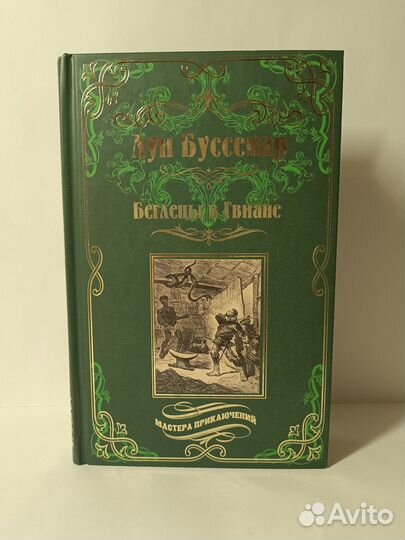 Луи Буссенар
Беглецы в Гвиане
МАСТЕРА ПРИКЛЮЧЕНИЙ
Avito